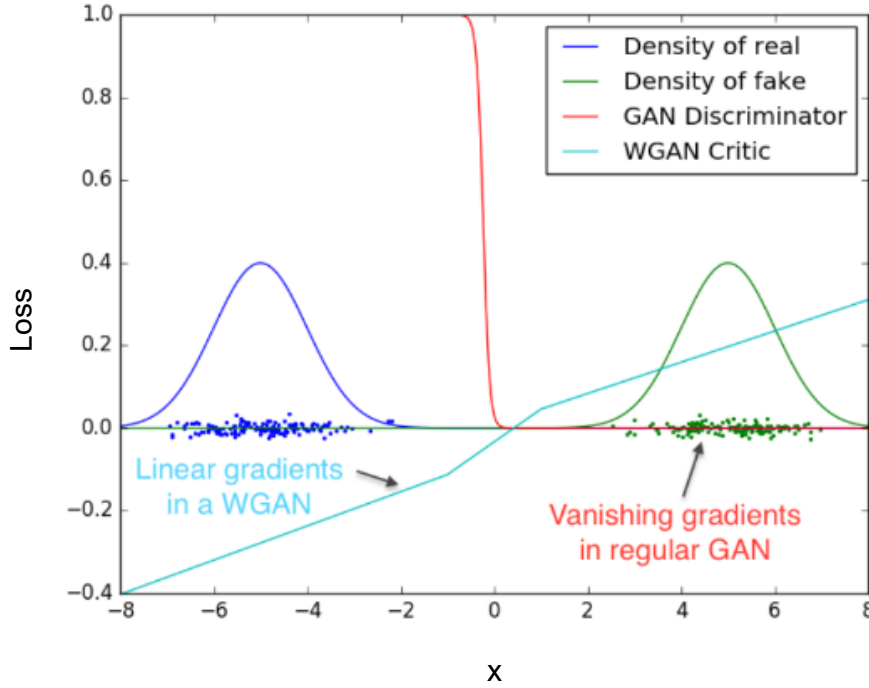 1.0
0.8
0.6
0.4
0.2
0.0
−0.2
−0.4
Loss
Density of real
Density of fake
GAN Discriminator
WGAN Critic
Linear gradients
in a WGAN
Vanishing gradients
in regular GAN
−8 −6 −4 −2 0 2 4 6 8
x